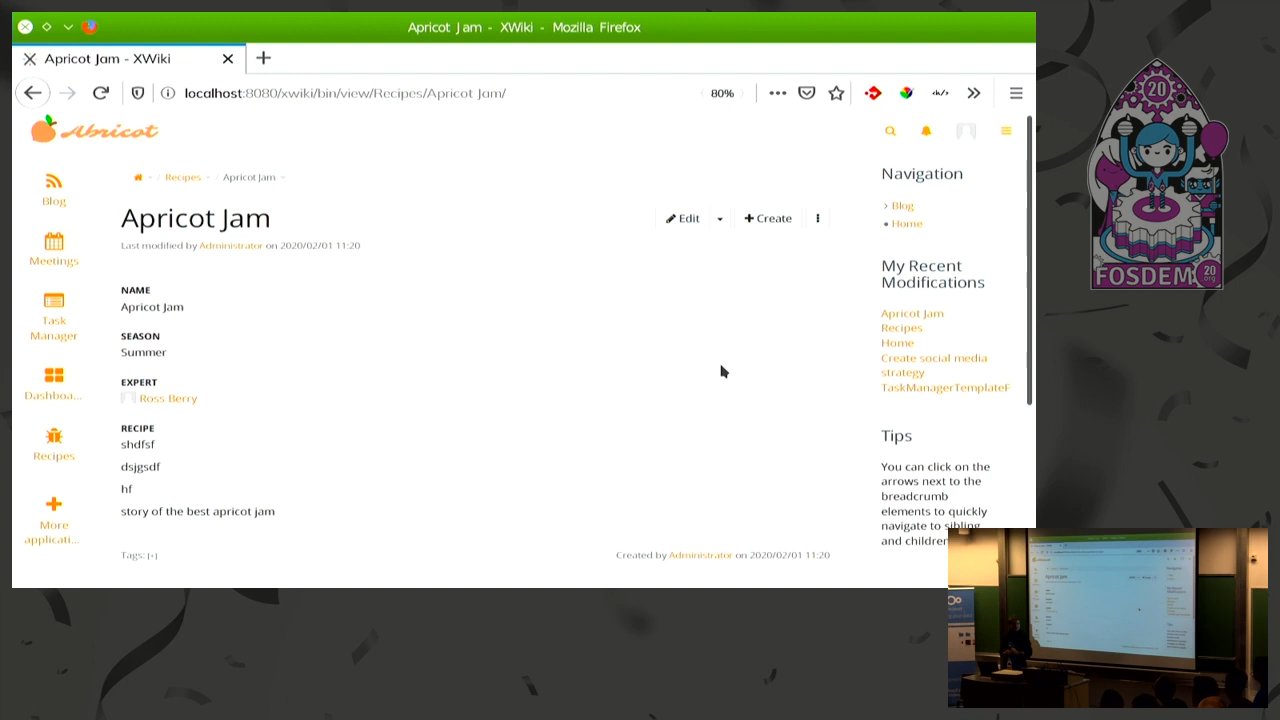 Apricot Jam - XWiki - Mozilla Firefox
Apricot Jam - XWiki
localhost:8080/xwiki/bin/view/Recipes/Apricot Jam/
80%
Abricot
Blog
Meetings
Task
Manager
Dashboa...
Recipes
More
applicati...
Recipes / Apricot Jam
Apricot Jam
Edit
Create
Last modified by Administrator on 2020/02/01 11:20
NAME
Apricot Jam
SEASON
Summer
EXPERT
Ross Berry
RECIPE
shdfsf
dsjgsdf
hf
story of the best apricot jam
Tags: [+]
Created by Administrator on 2020/02/01 11:20
Navigation
Blog
Home
My Recent
Modifications
Apricot Jam
Recipes
Home
Create social media
strategy
TaskManagerTemplateF
Tips
You can click on the
arrows next to the
breadcrumb
elements to quickly
navigate to sibling
and children
20
FOSDEM
20
.org